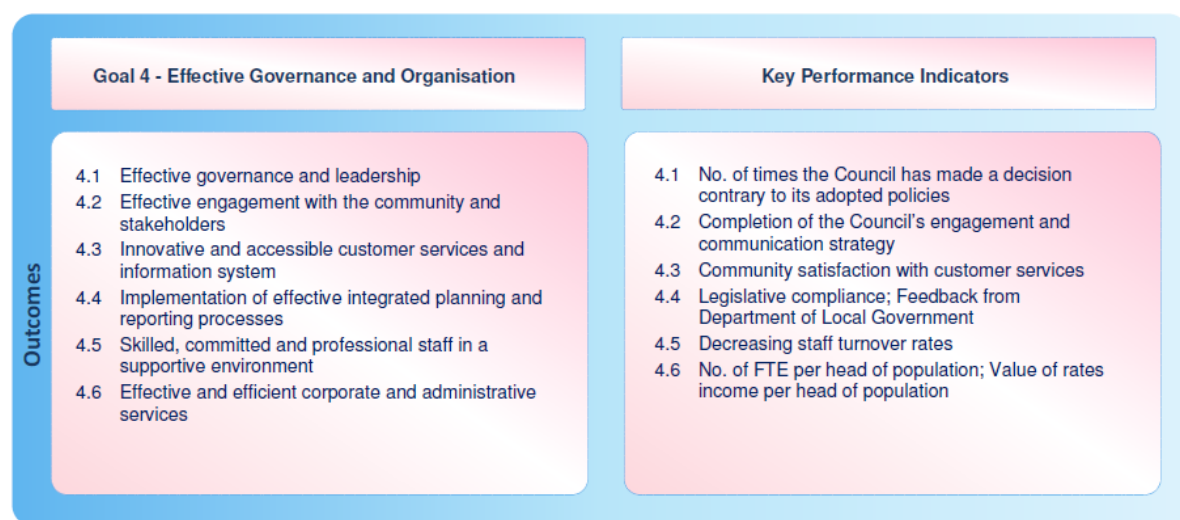 Goal 4 - Effective Governance and Organisation
Key Performance Indicators
Outcomes
4.1 Effective governance and leadership
4.2 Effective engagement with the community and
stakeholders
4.3 Innovative and accessible customer services and
information system
4.4 Implementation of effective integrated planning and
reporting processes
4.5 Skilled, committed and professional staff in a
supportive environment
4.6 Effective and efficient corporate and administrative
services
4.1 No. of times the Council has made a decision
contrary to its adopted policies
4.2 Completion of the Council's engagement and
communication strategy
4.3 Community satisfaction with customer services
4.4 Legislative compliance; Feedback from
Department of Local Government
4.5 Decreasing staff turnover rates
4.6 No. of FTE per head of population; Value of rates
income per head of population